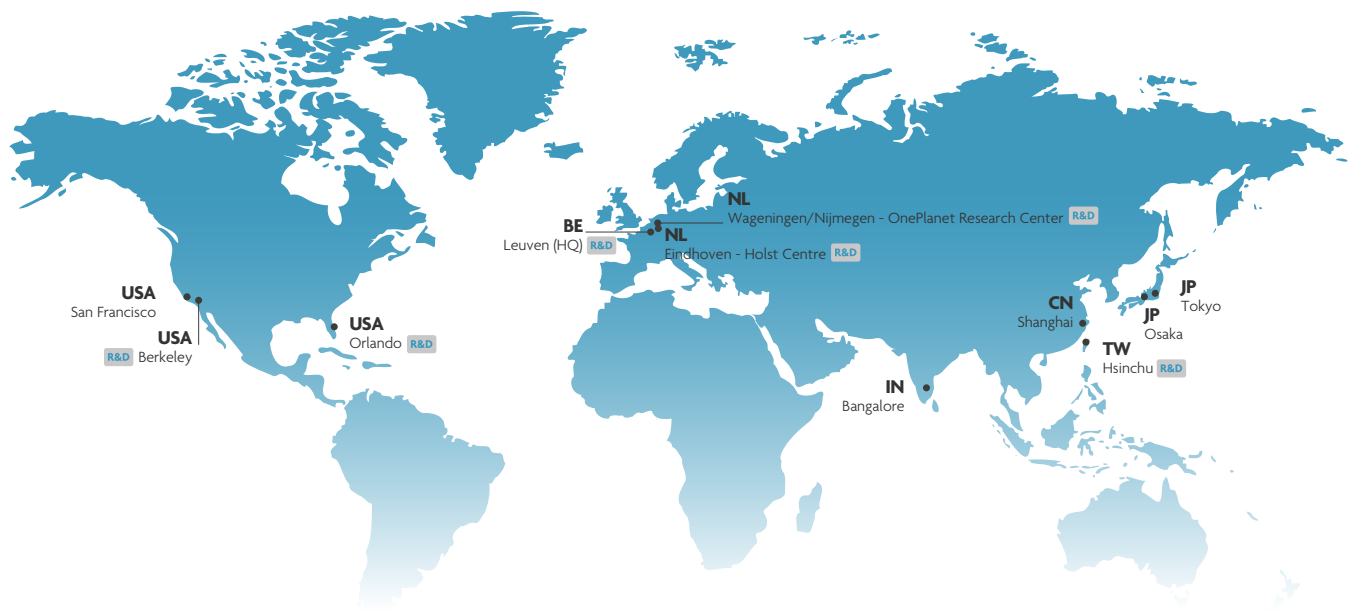 NL
Wageningen/Nijmegen - OnePlanet Research Center R&D
BE
Leuven (HQ) R&D
NL
Eindhoven - Holst Centre R&D
USA
San Francisco
USA
R&D Berkeley
USA
Orlando R&D
CN
Shanghai
JP
Tokyo
JP
Osaka
TW
Hsinchu R&D
IN
Bangalore